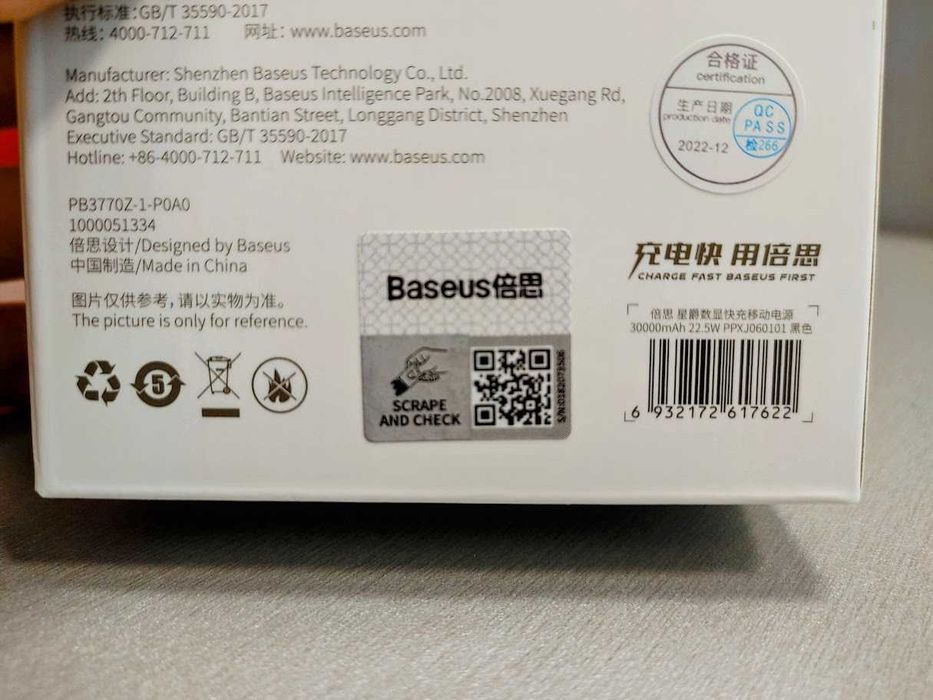 执行标准:GB/T 35590-2017
热线: 4000-712-711 网址: www.baseus.com
Manufacturer: Shenzhen Baseus Technology Co., Ltd.
Add: 2th Floor, Building B, Baseus Intelligence Park, No.2008, Xuegang Rd,
Gangtou Community, Bantian Street, Longgang District, Shenzhen
Executive Standard: GB/T 35590-2017
Hotline: +86-4000-712-711 Website: www.baseus.com
合格证
certification
生产日期
production date
2022-12
QC
PASS
检266
PB3770Z-1-P0A0
1000051334
倍思设计/Designed by Baseus
中国制造/Made in China
图片仅供参考,请以实物为准。
The picture is only for reference.
5
Baseus倍思
SCRAPE
AND CHECK
充电快 用倍思
CHARGE FAST BASEUS FIRST
倍思 星爵数显快充移动电源
30000mAh 22.5W PPXJ060101 黑色
6 932172 617622